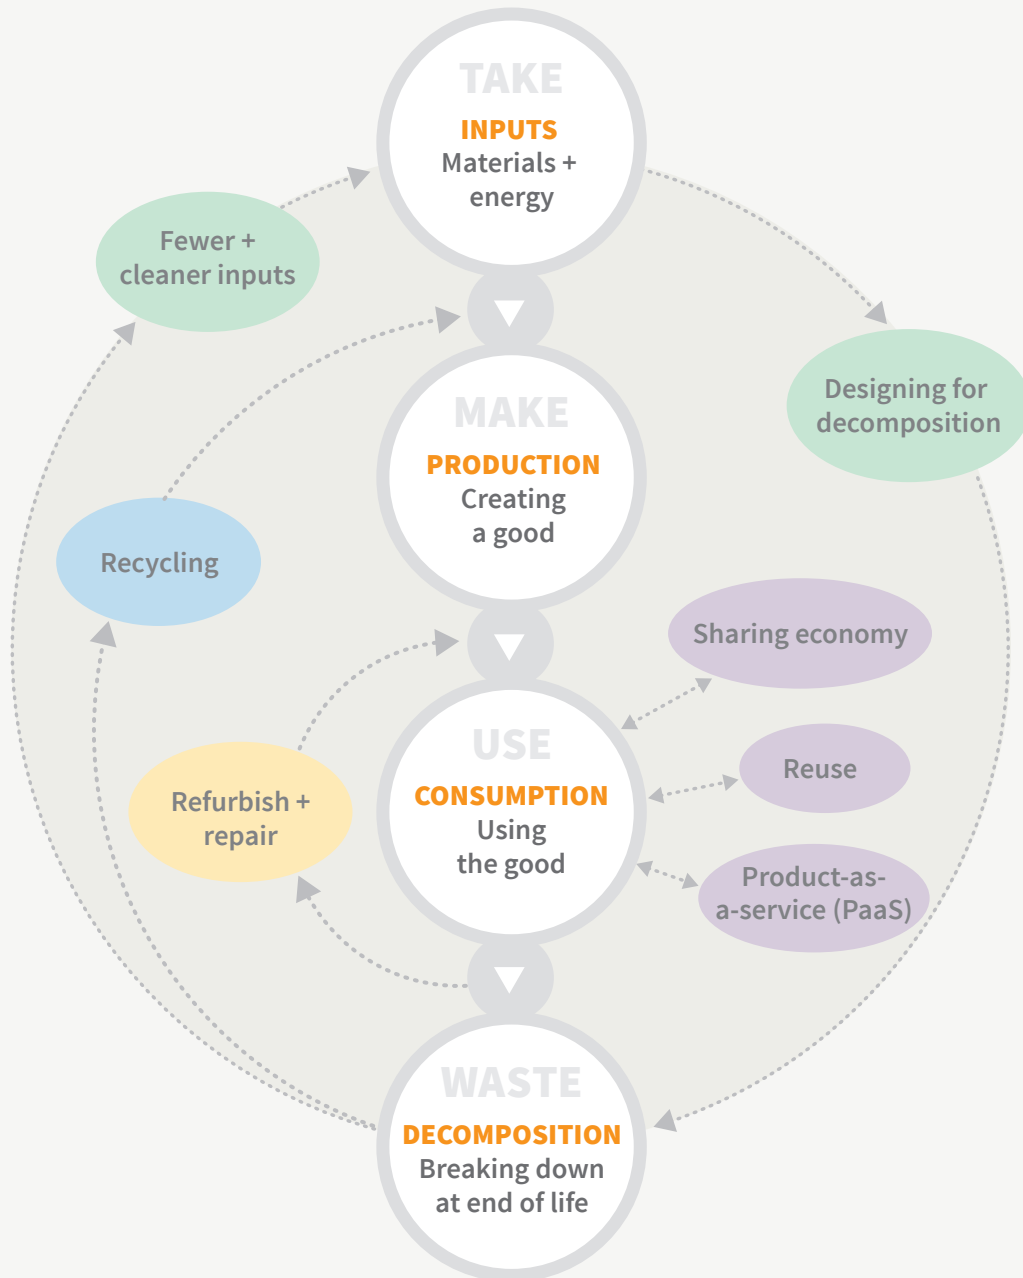 TAKE
INPUTS
Materials +
energy
Fewer +
cleaner inputs
Designing for
decomposition
MAKE
PRODUCTION
Creating
a good
Recycling
Sharing economy
USE
CONSUMPTION
Using
the good
Reuse
Refurbish +
repair
Product-as-
a-service (PaaS)
WASTE
DECOMPOSITION
Breaking down
at end of life